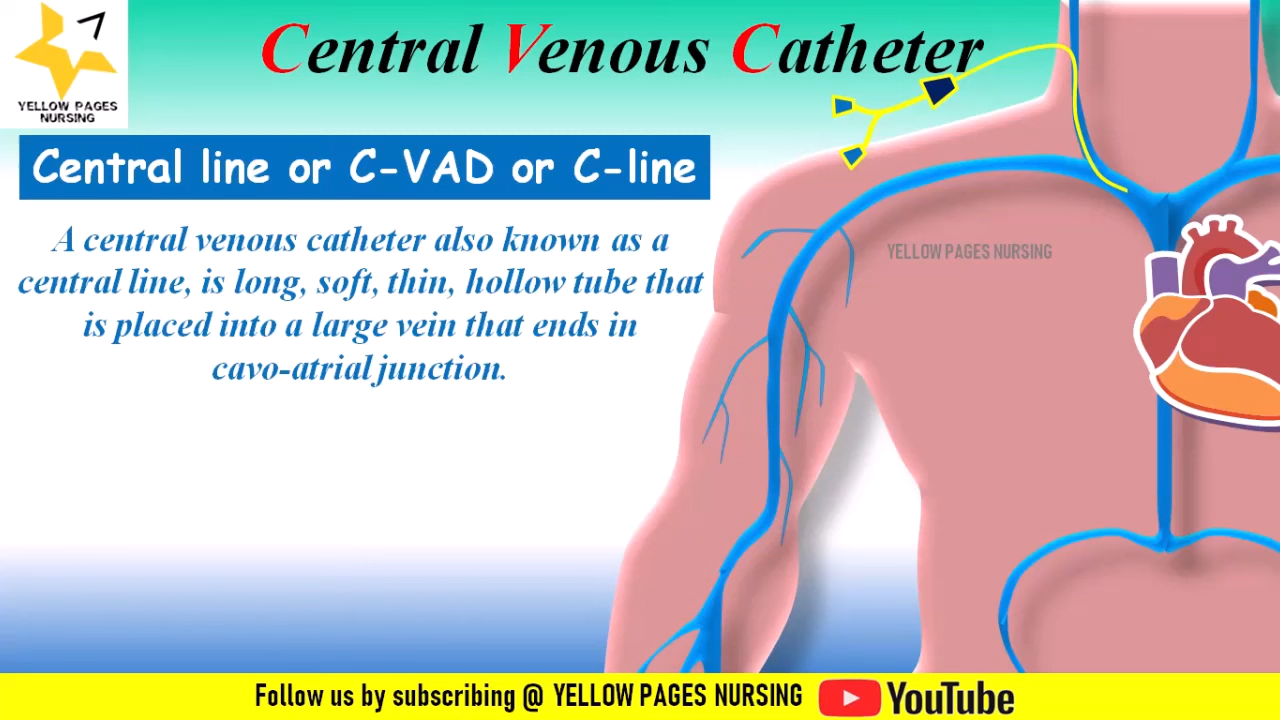 Central Venous Catheter
YELLOW PAGES
NURSING
Central line or C-VAD or C-line
A central venous catheter also known as a
central line, is long, soft, thin, hollow tube that
is placed into a large vein that ends in
cavo-atrial junction.
YELLOW PAGES NURSING
Follow us by subscribing @ YELLOW PAGES NURSING YouTube